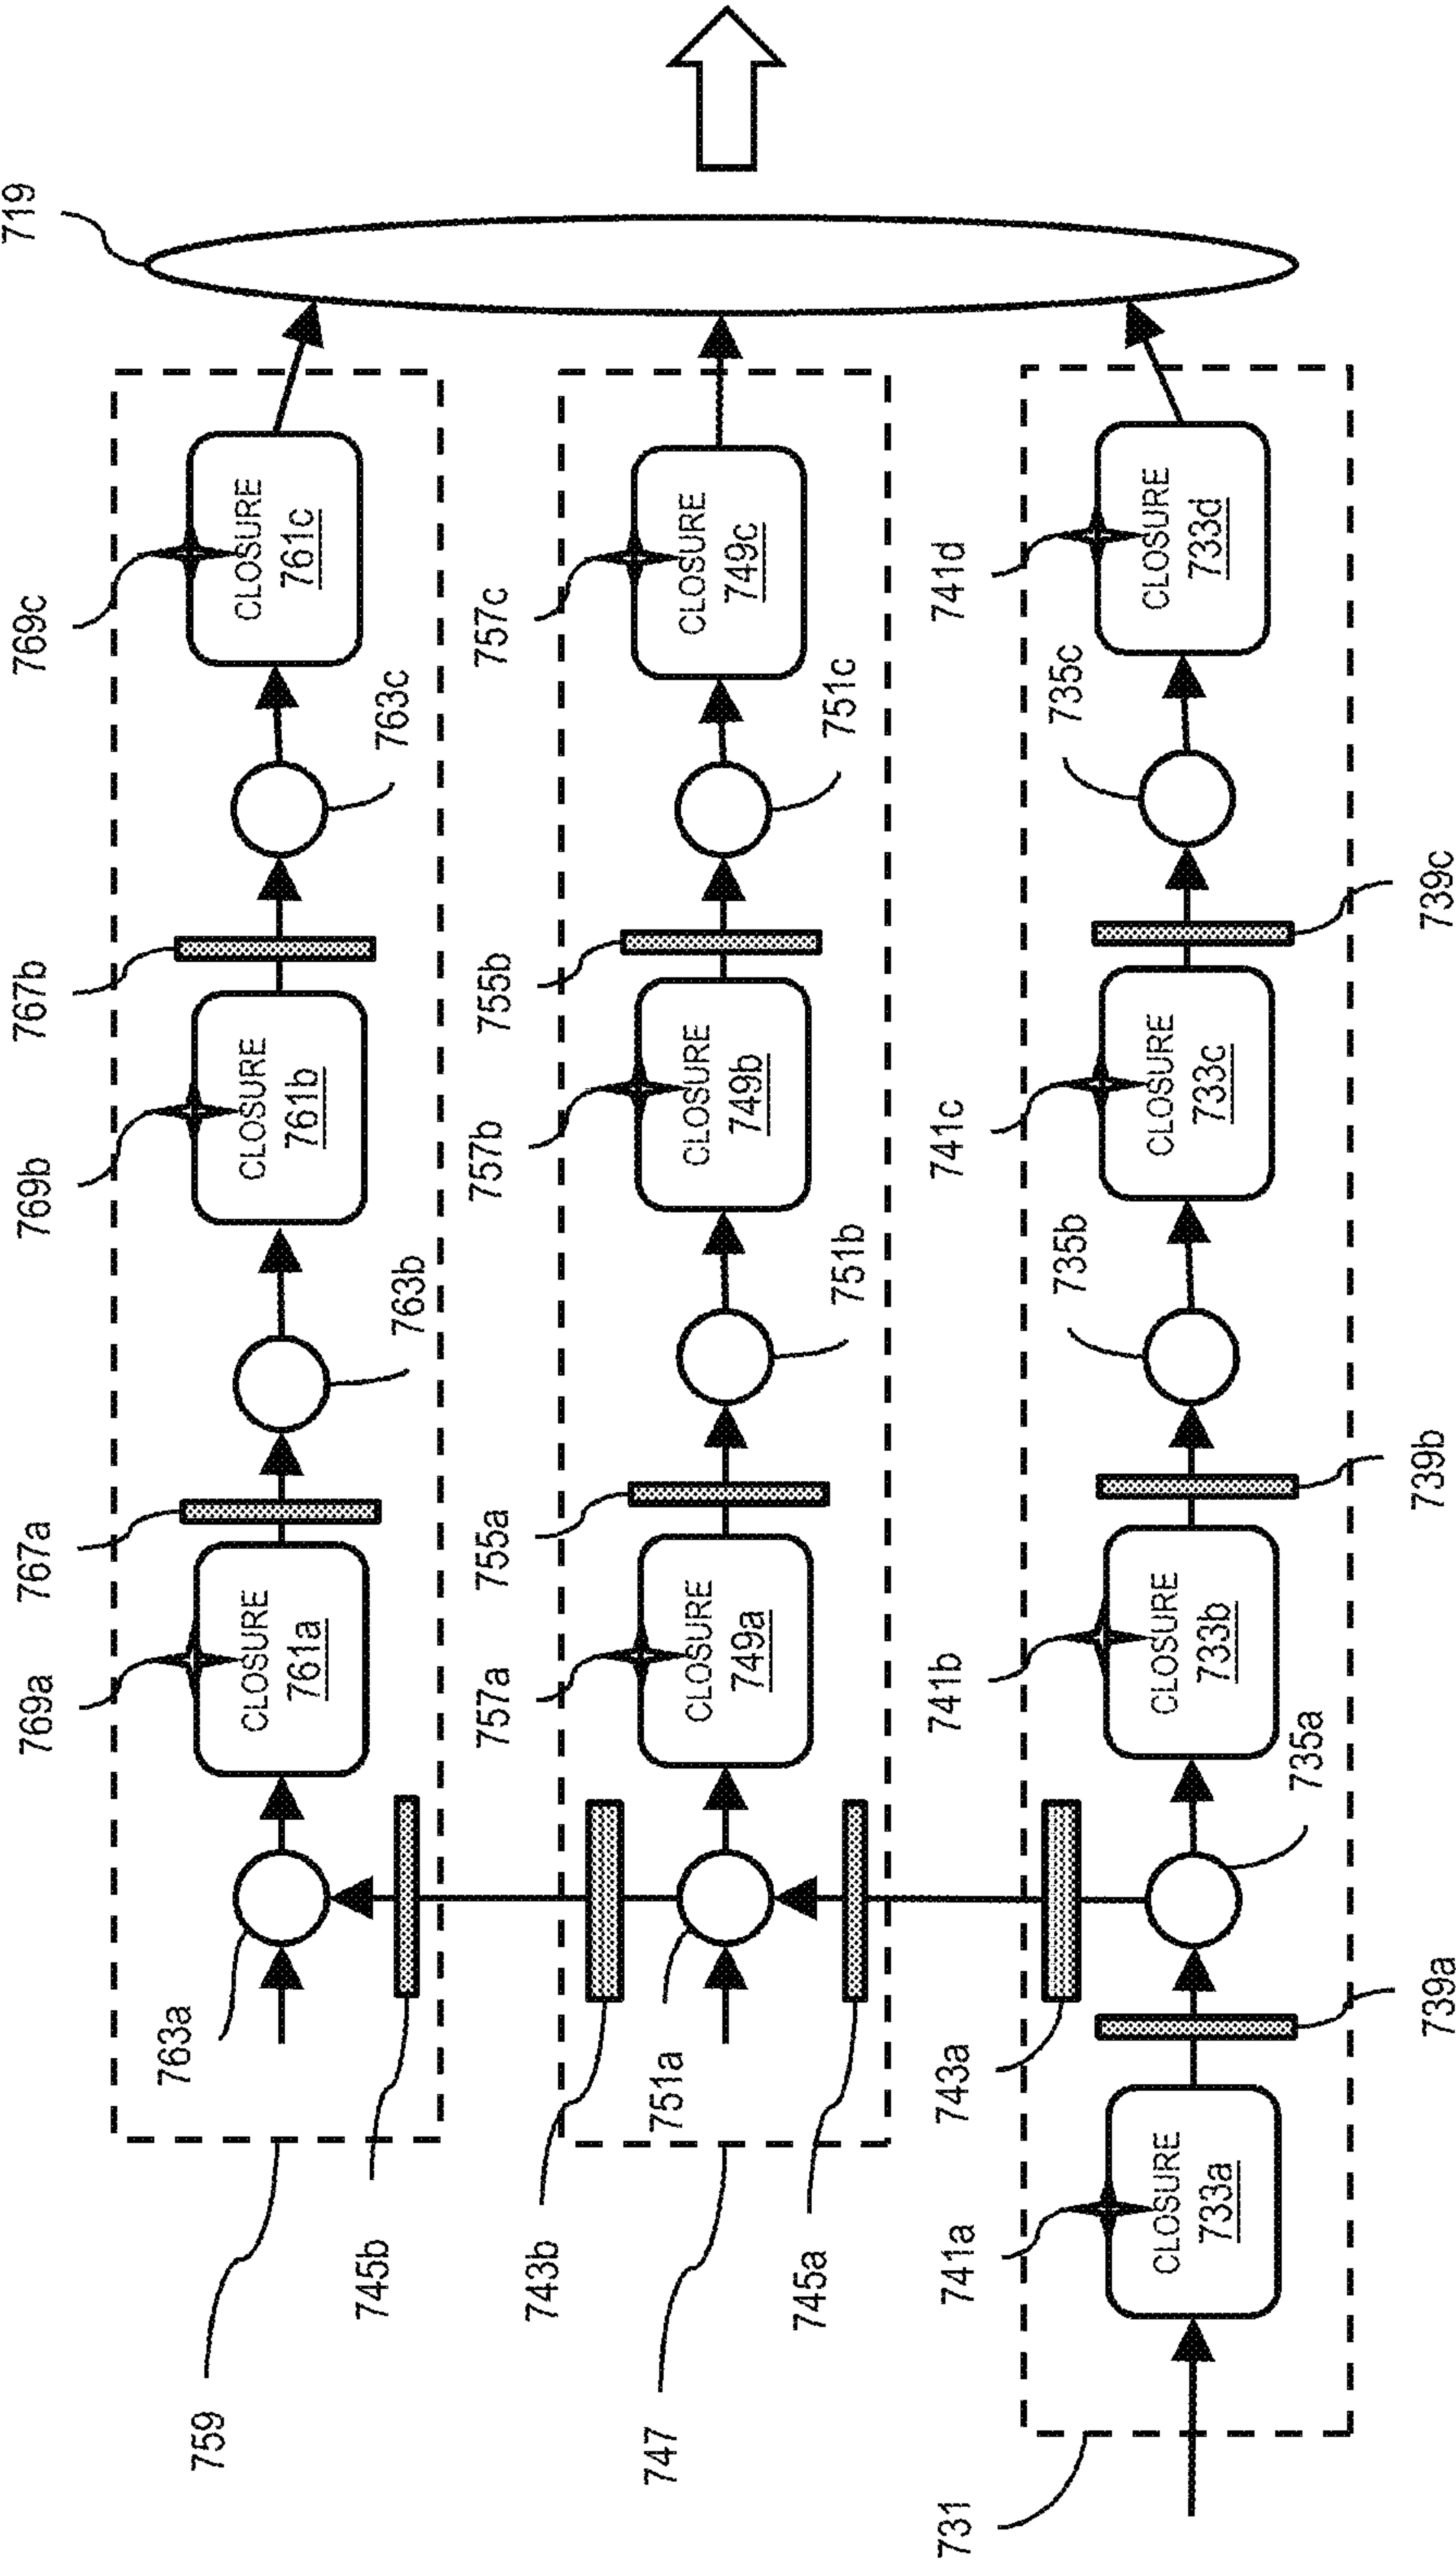 719
769c
CLOSURE
761c
763c
767b
769b
CLOSURE
761b
763b
767a
769a
CLOSURE
761a
763a
745b
759
757c
CLOSURE
749c
751c
755b
757b
CLOSURE
749b
751b
755a
757a
CLOSURE
749a
751a
743b
745a
747
741d
CLOSURE
733d
735c
739c
741c
CLOSURE
733c
735b
739b
741b
CLOSURE
733b
735a
743a
739a
741a
CLOSURE
733a
731